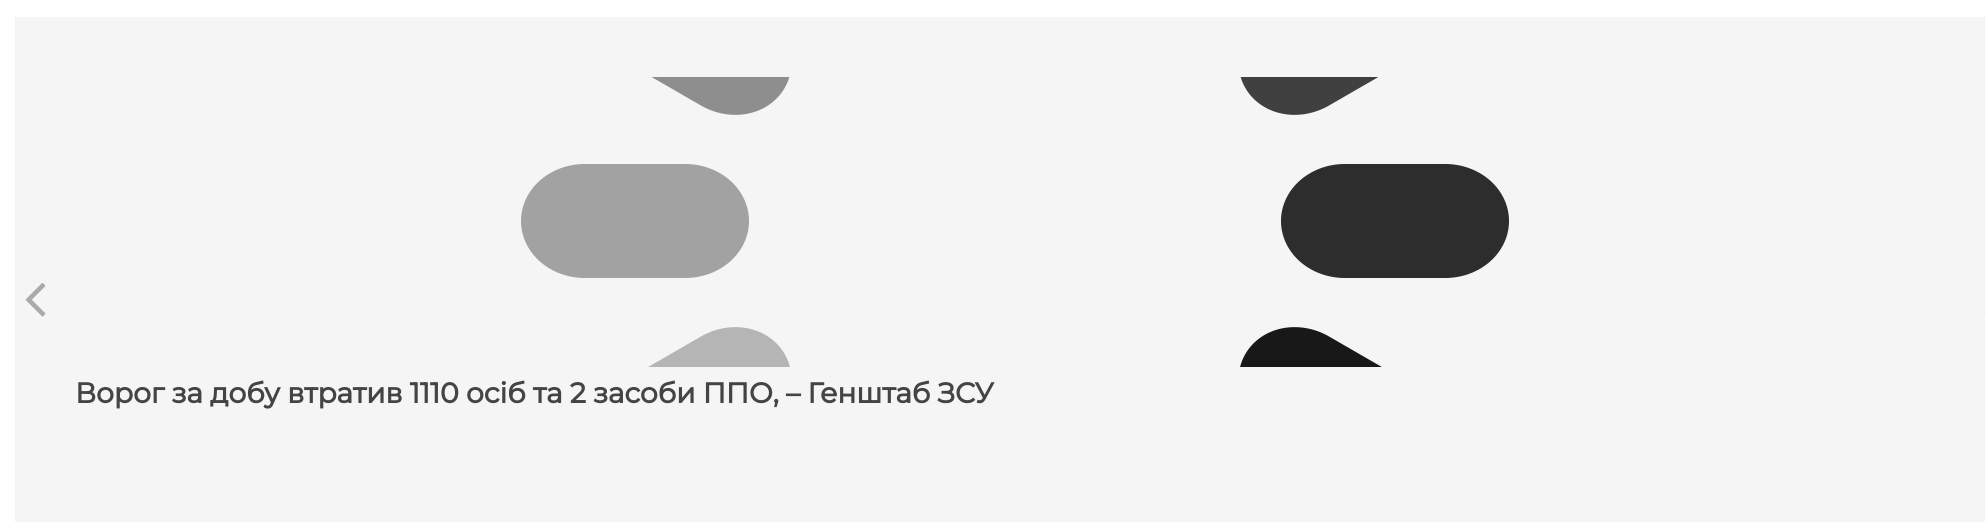 Ворог за добу втратив 1110 осіб та 2 засоби ППО, – Генштаб ЗСУ